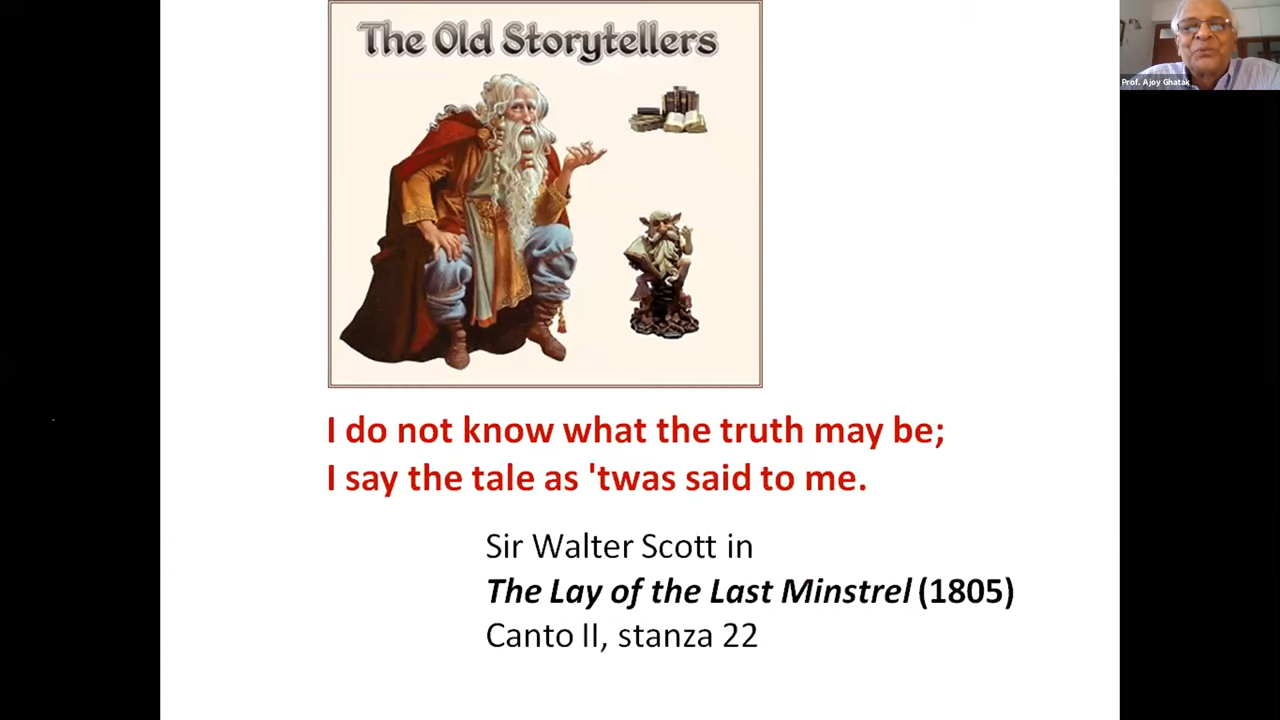 The Old Storytellers
Prof. Ajoy Ghatak
I do not know what the truth may be;
I say the tale as 'twas said to me.
Sir Walter Scott in
The Lay of the Last Minstrel (1805)
Canto II, stanza 22